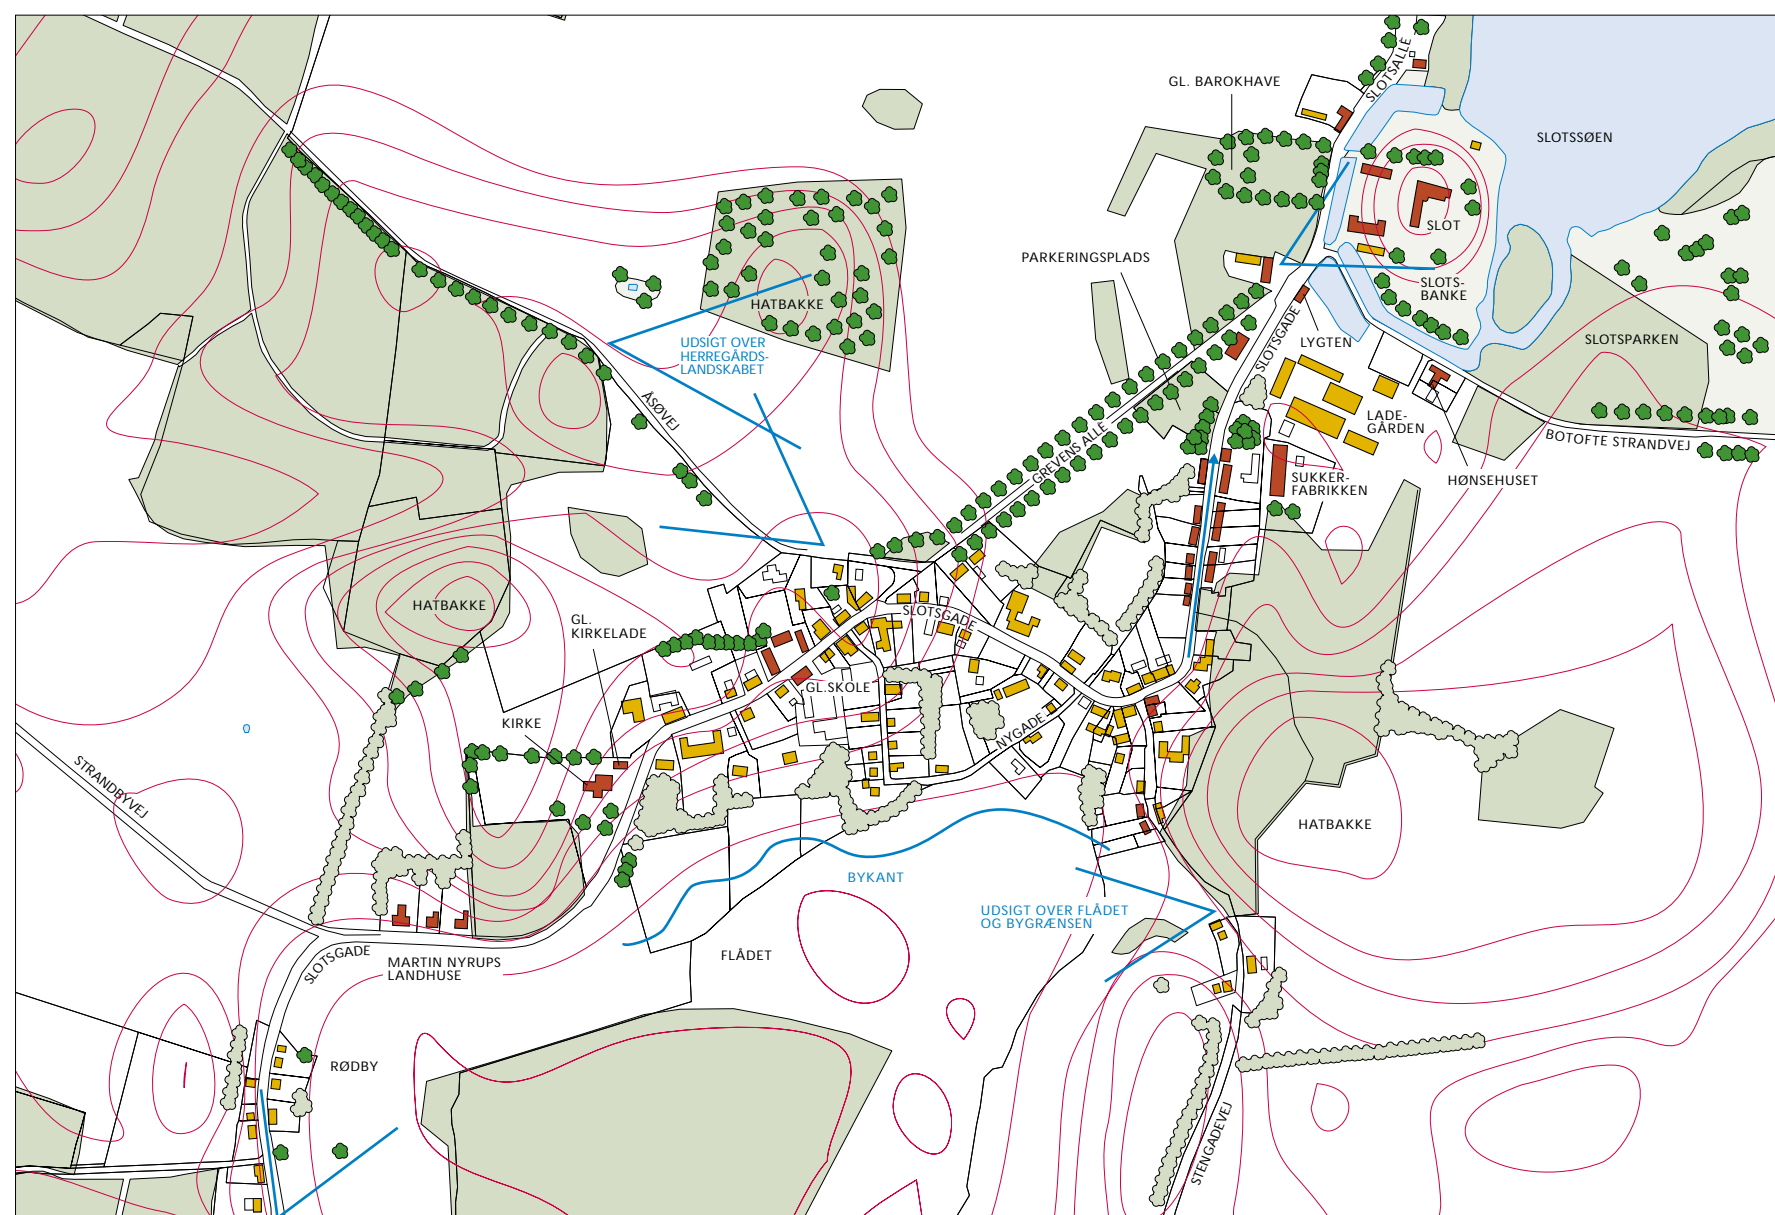 SLOTSALLÉ
GL. BAROKHAVE
SLOTSSØEN
SLOT
PARKERINGSPLADS
SLOTS-
BANKE
HATBAKKE
UDSIGT OVER
HERREGÅRDS-
LANDSKABET
SLOTSGADE
LYGTEN
SLOTSPARKEN
ÅSØVEJ
LADE-
GÅRDEN
BOTOFTE STRANDVEJ
GREVENS ALLE
SUKKER-
FABRIKKEN
HØNSEHUSET
HATBAKKE
GL.
KIRKELADE
SLOTSGADE
GL.SKOLE
KIRKE
NYGADE
STRANDBYVEJ
HATBAKKE
BYKANT
UDSIGT OVER FLÅDET
OG BYGRÆNSEN
SLOTSGADE
MARTIN NYRUPS
LANDHUSE
FLÅDET
RØDBY
STENGADEVEJ